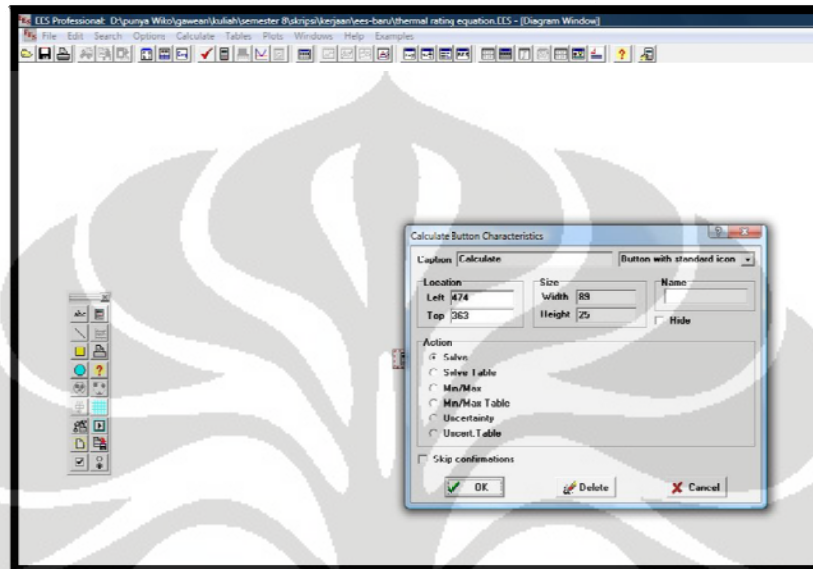 EES Professional: D:\punya Wiko\gawean\kuliah\semester 8\skripsi\kerjaan\ees-baru\thermal rating equation.EES - [Diagram Window]
File Edit Search Options Calculate Tables Plots Windows Help Examples
Calculate Button Characteristics
Caption Calculate Button with standard icon
Location Size Name
Left 474 Width 89
Top 363 Height 25 Hide
Action
Solve
Solve Table
Min/Max
Min/Max Table
Uncertainty
Uncert. Table
Skip confirmations
OK Delete Cancel
abc